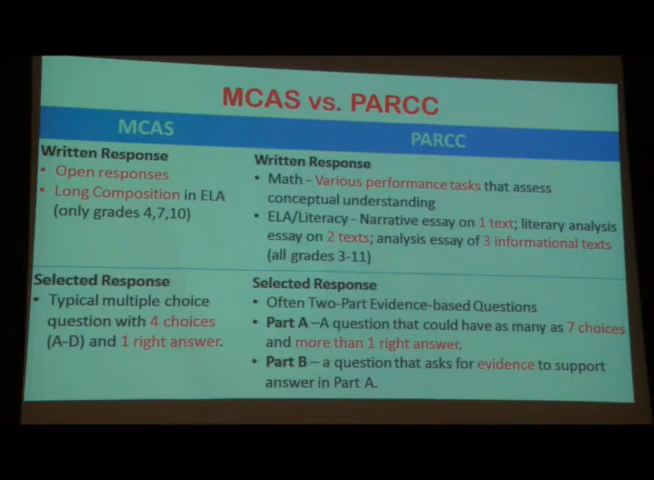 MCAS vs. PARCC
MCAS
PARCC
Written Response
• Open responses
• Long Composition in ELA
(only grades 4,7,10)
Written Response
• Math - Various performance tasks that assess
conceptual understanding
• ELA/Literacy - Narrative essay on 1 text; literary analysis
essay on 2 texts; analysis essay of 3 informational texts
(all grades 3-11)
Selected Response
• Typical multiple choice
question with 4 choices
(A-D) and 1 right answer.
Selected Response
• Often Two-Part Evidence-based Questions
• Part A –A question that could have as many as 7 choices
and more than 1 right answer.
• Part B – a question that asks for evidence to support
answer in Part A.